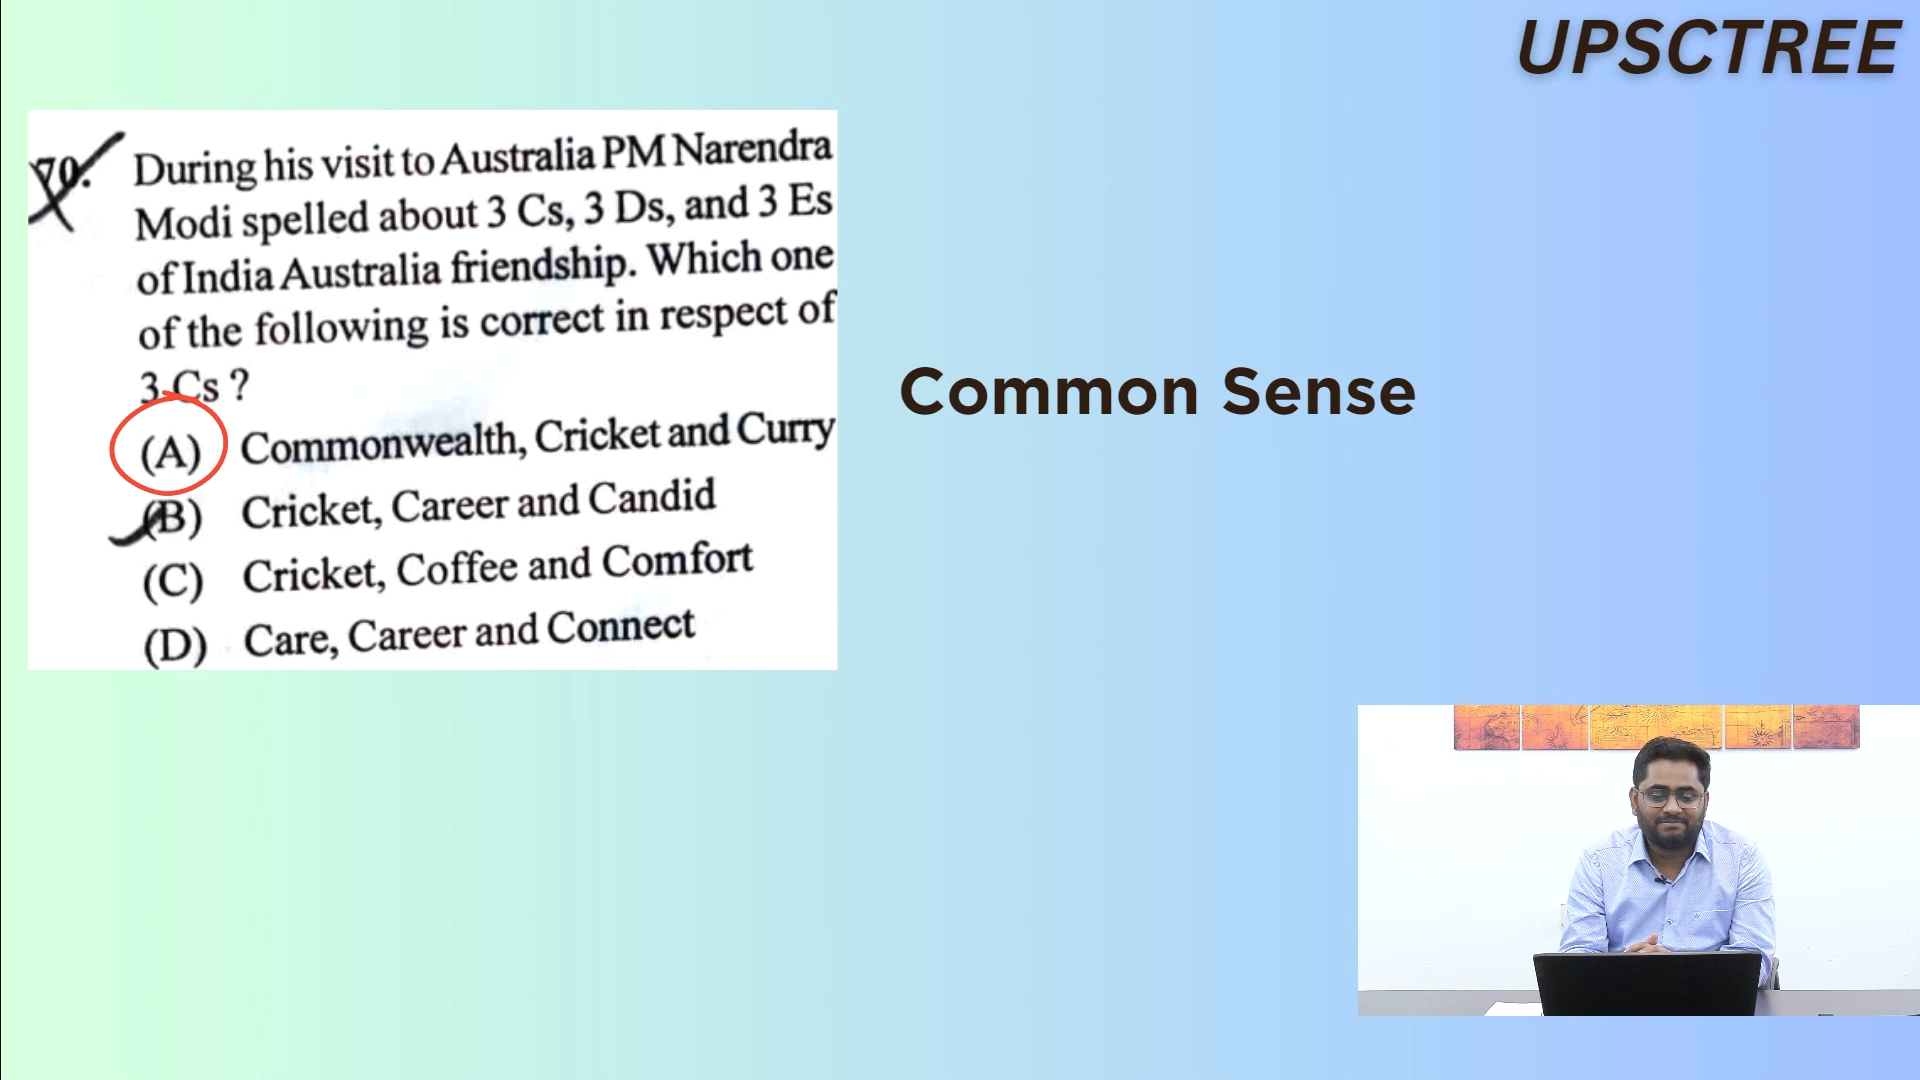 UPSCTREE
70. During his visit to Australia PM Narendra
Modi spelled about 3 Cs, 3 Ds, and 3 Es
of India Australia friendship. Which one
of the following is correct in respect of
3 Cs ?
(A) Commonwealth, Cricket and Curry
(B) Cricket, Career and Candid
(C) Cricket, Coffee and Comfort
(D) Care, Career and Connect
Common Sense